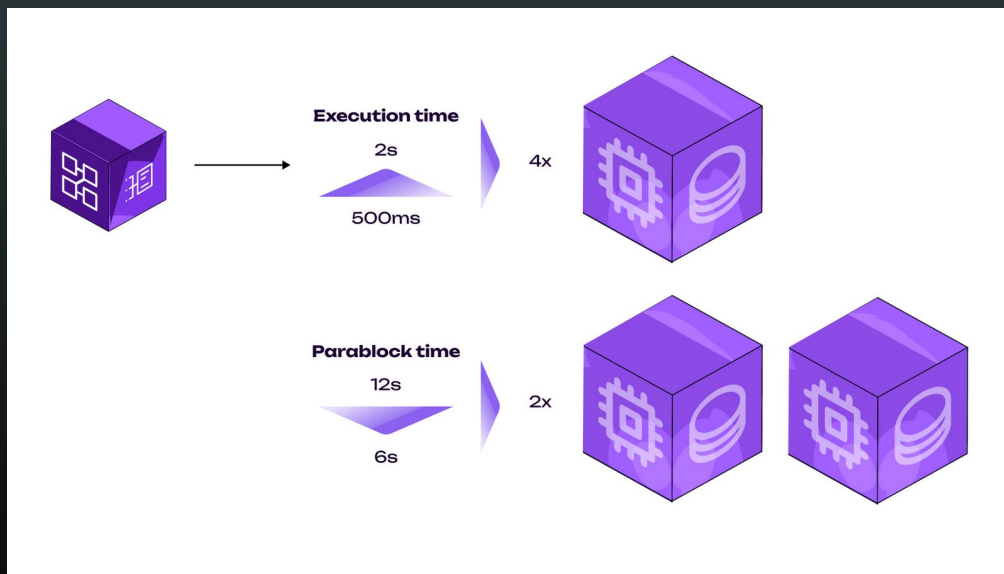 Execution time
2s
500ms
4x
Parablock time
12s
6s
2x